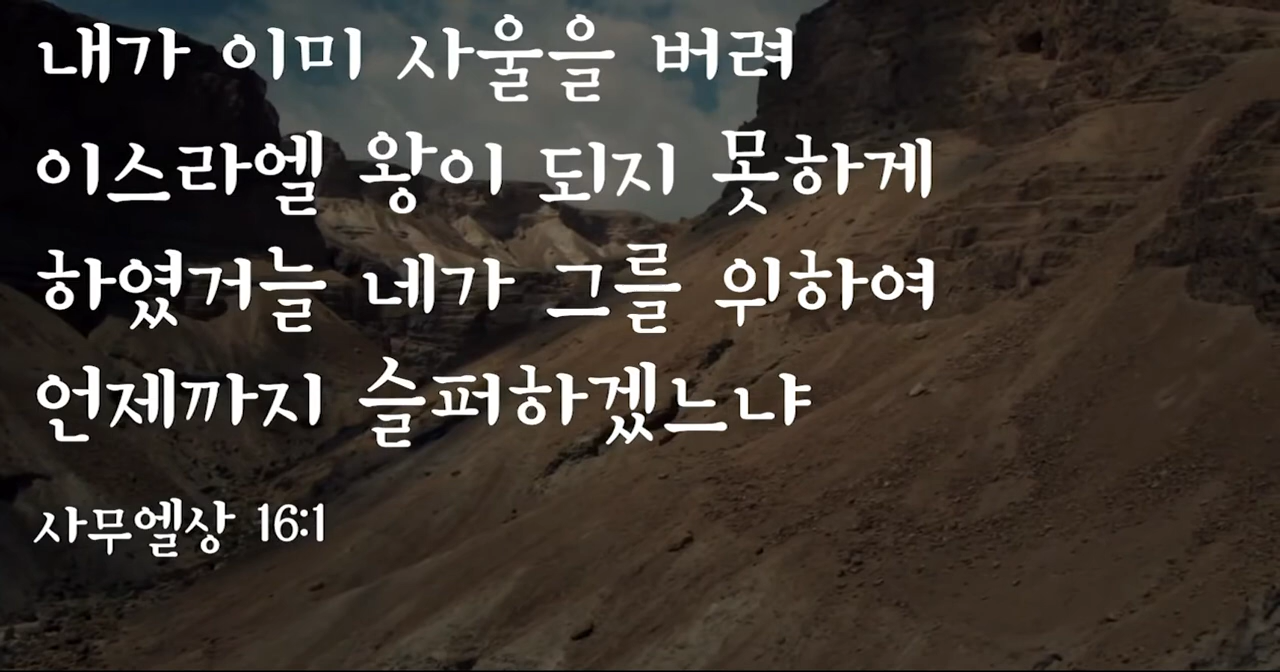 내가 이미 사울을 버려
이스라엘 왕이 되지 못하게
하였거늘 네가 그를 위하여
언제까지 슬퍼하겠느냐
사무엘상 16:1